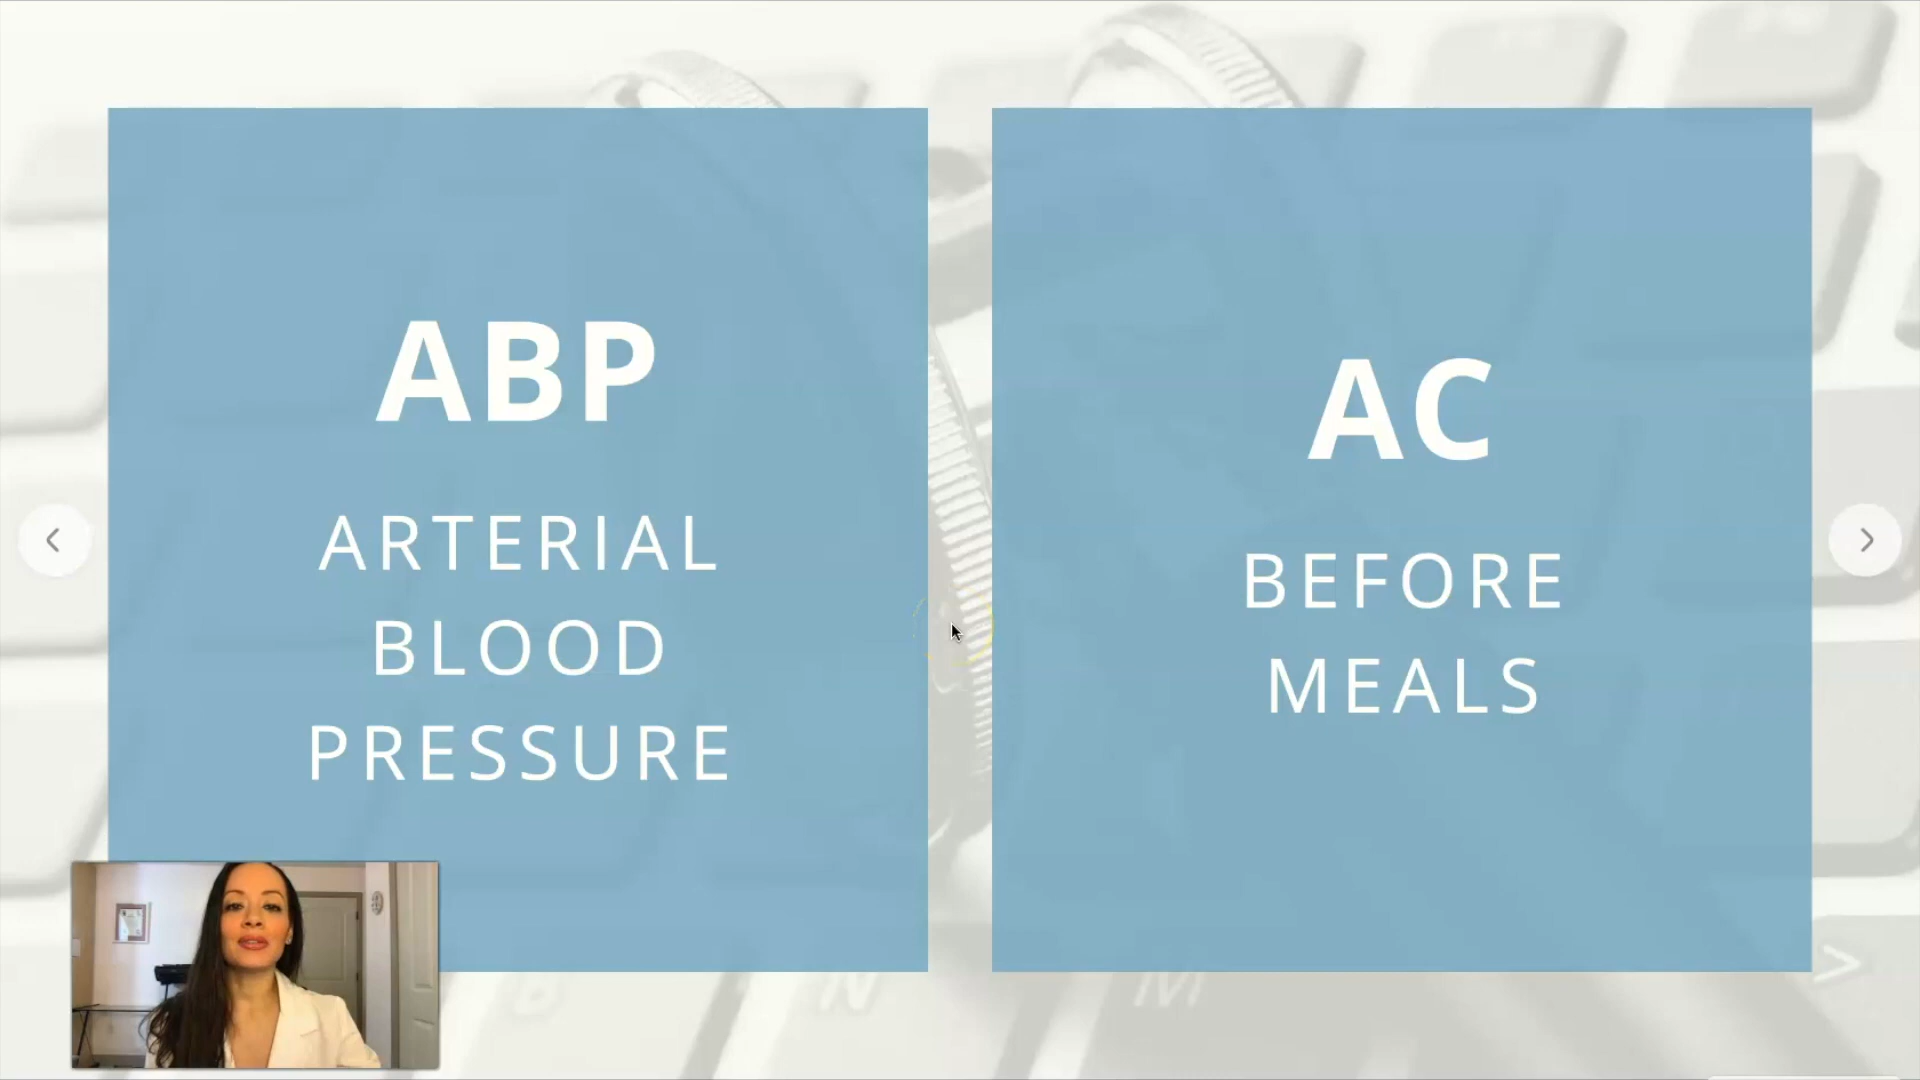 ABP
ARTERIAL
BLOOD
PRESSURE
AC
BEFORE
MEALS
B
N
M
>